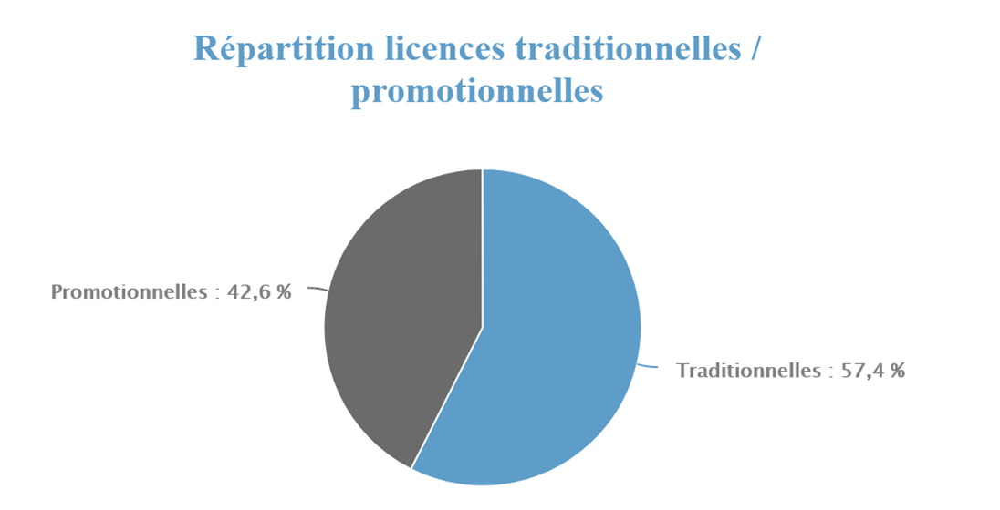 Répartition licences traditionnelles /
promotionnelles
Promotionnelles : 42,6 %
Traditionnelles : 57,4 %